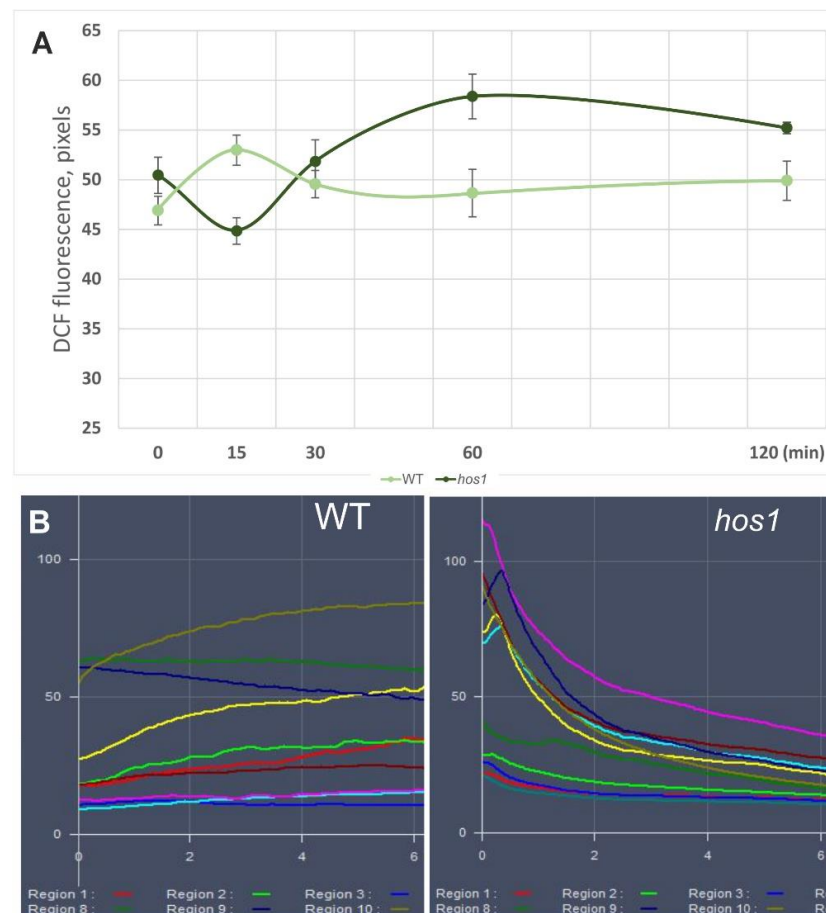 A
65
60
55
50
45
40
35
30
25
DCF fluorescence, pixels
0 15 30 60 120 (min)
WT hos1
B WT
100
50
0
0 2 4 6
Region 1 : Region 2 : Region 3 :
Region 8 : Region 9 : Region 10 :
hos1
100
50
0
0 2 4 6
Region 1 : Region 2 : Region 3 : R
Region 8 : Region 9 : Region 10 : R